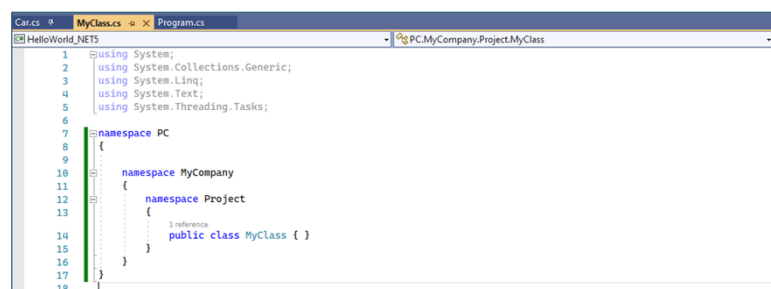 Car.cs MyClass.cs Program.cs
HelloWorld_NET5 PC.MyCompany.Project.MyClass
1 using System;
2 using System.Collections.Generic;
3 using System.Linq;
4 using System.Text;
5 using System.Threading.Tasks;
6
7 namespace PC
8 {
9
10 namespace MyCompany
11 {
12 namespace Project
13 {
1 reference
14 public class MyClass { }
15 }
16 }
17 }
18